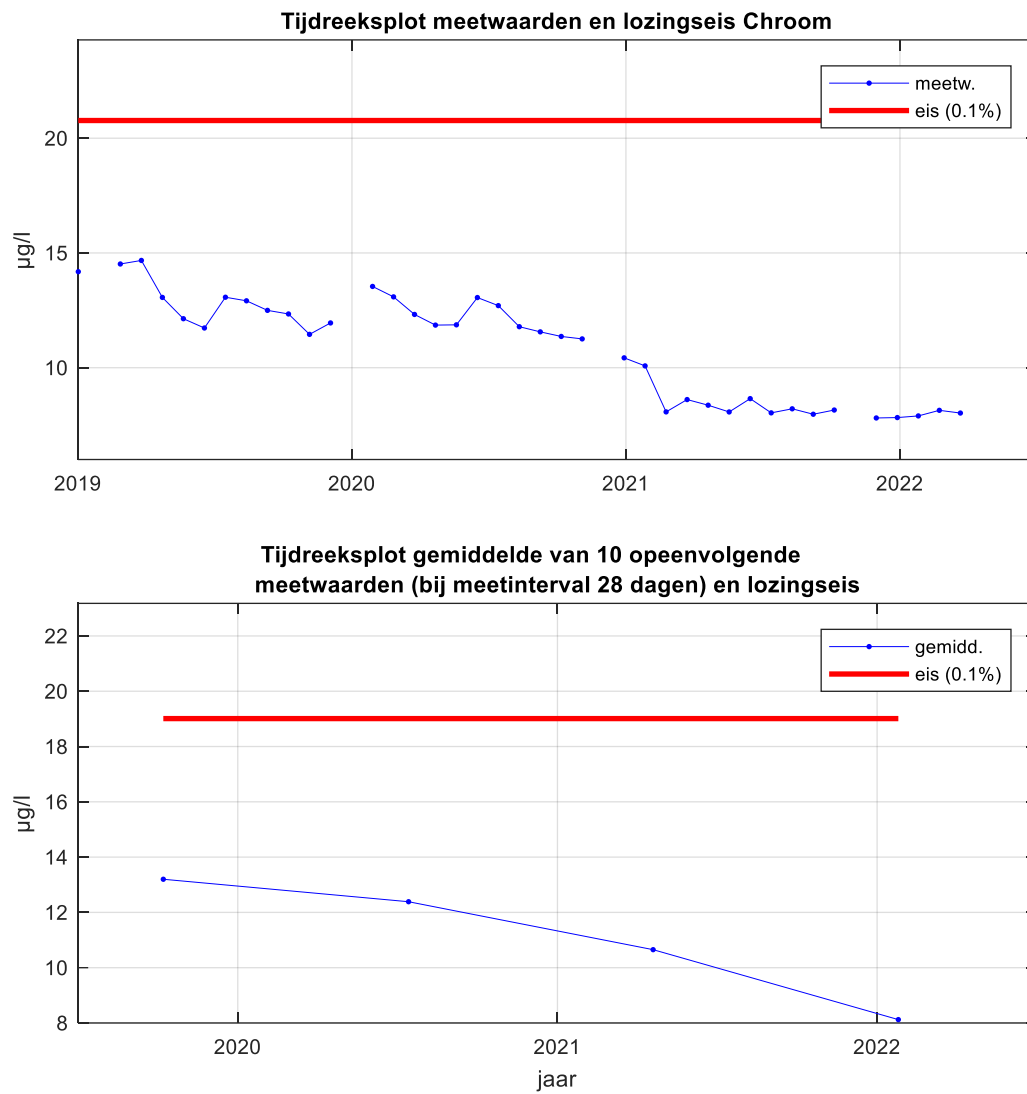 Tijdreeksplot meetwaarden en lozingseis Chroom
meetw.
eis (0.1%)
20
15
10
µg/l
2019
2020
2021
2022
Tijdreeksplot gemiddelde van 10 opeenvolgende
meetwaarden (bij meetinterval 28 dagen) en lozingseis
gemidd.
eis (0.1%)
22
20
18
16
14
12
10
8
µg/l
2020
2021
2022
jaar